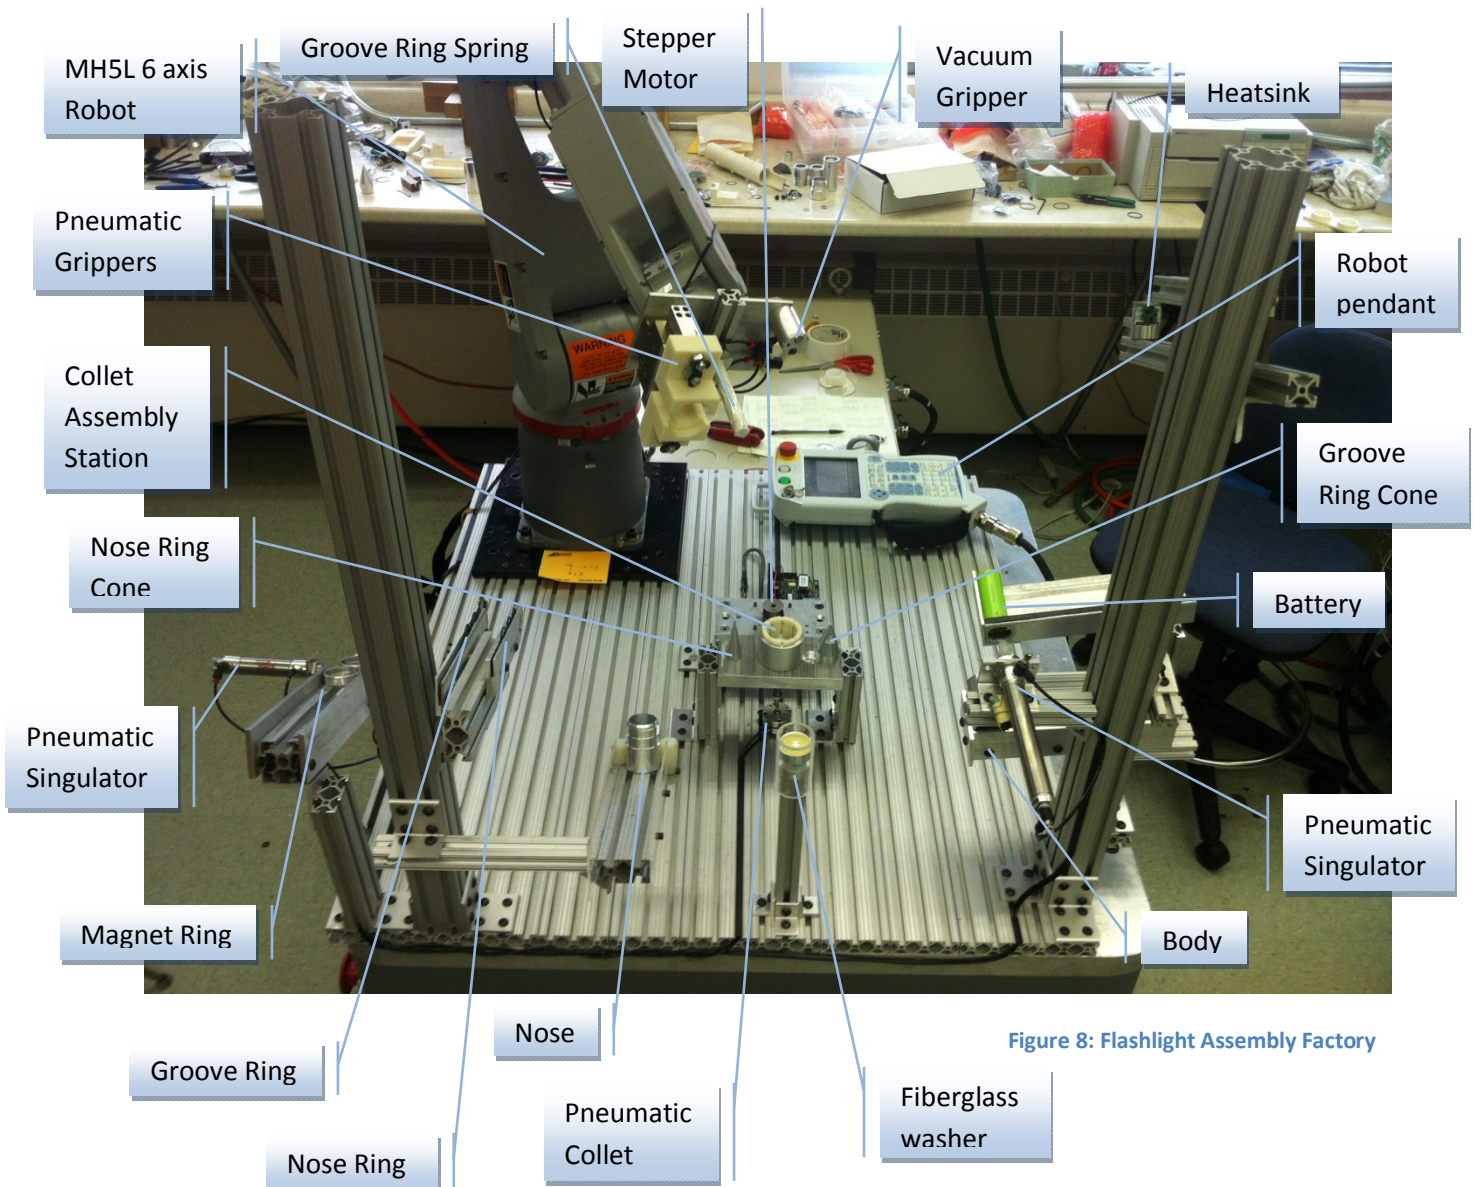 Groove Ring Spring
Stepper
Motor
MH5L 6 axis
Robot
Vacuum
Gripper
Heatsink
Pneumatic
Grippers
Robot
pendant
Collet
Assembly
Station
WARNING
Groove
Ring Cone
Nose Ring
Cone
Battery
Pneumatic
Singulator
Pneumatic
Singulator
Magnet Ring
Body
Nose
Figure 8: Flashlight Assembly Factory
Groove Ring
Pneumatic
Collet
Fiberglass
washer
Nose Ring